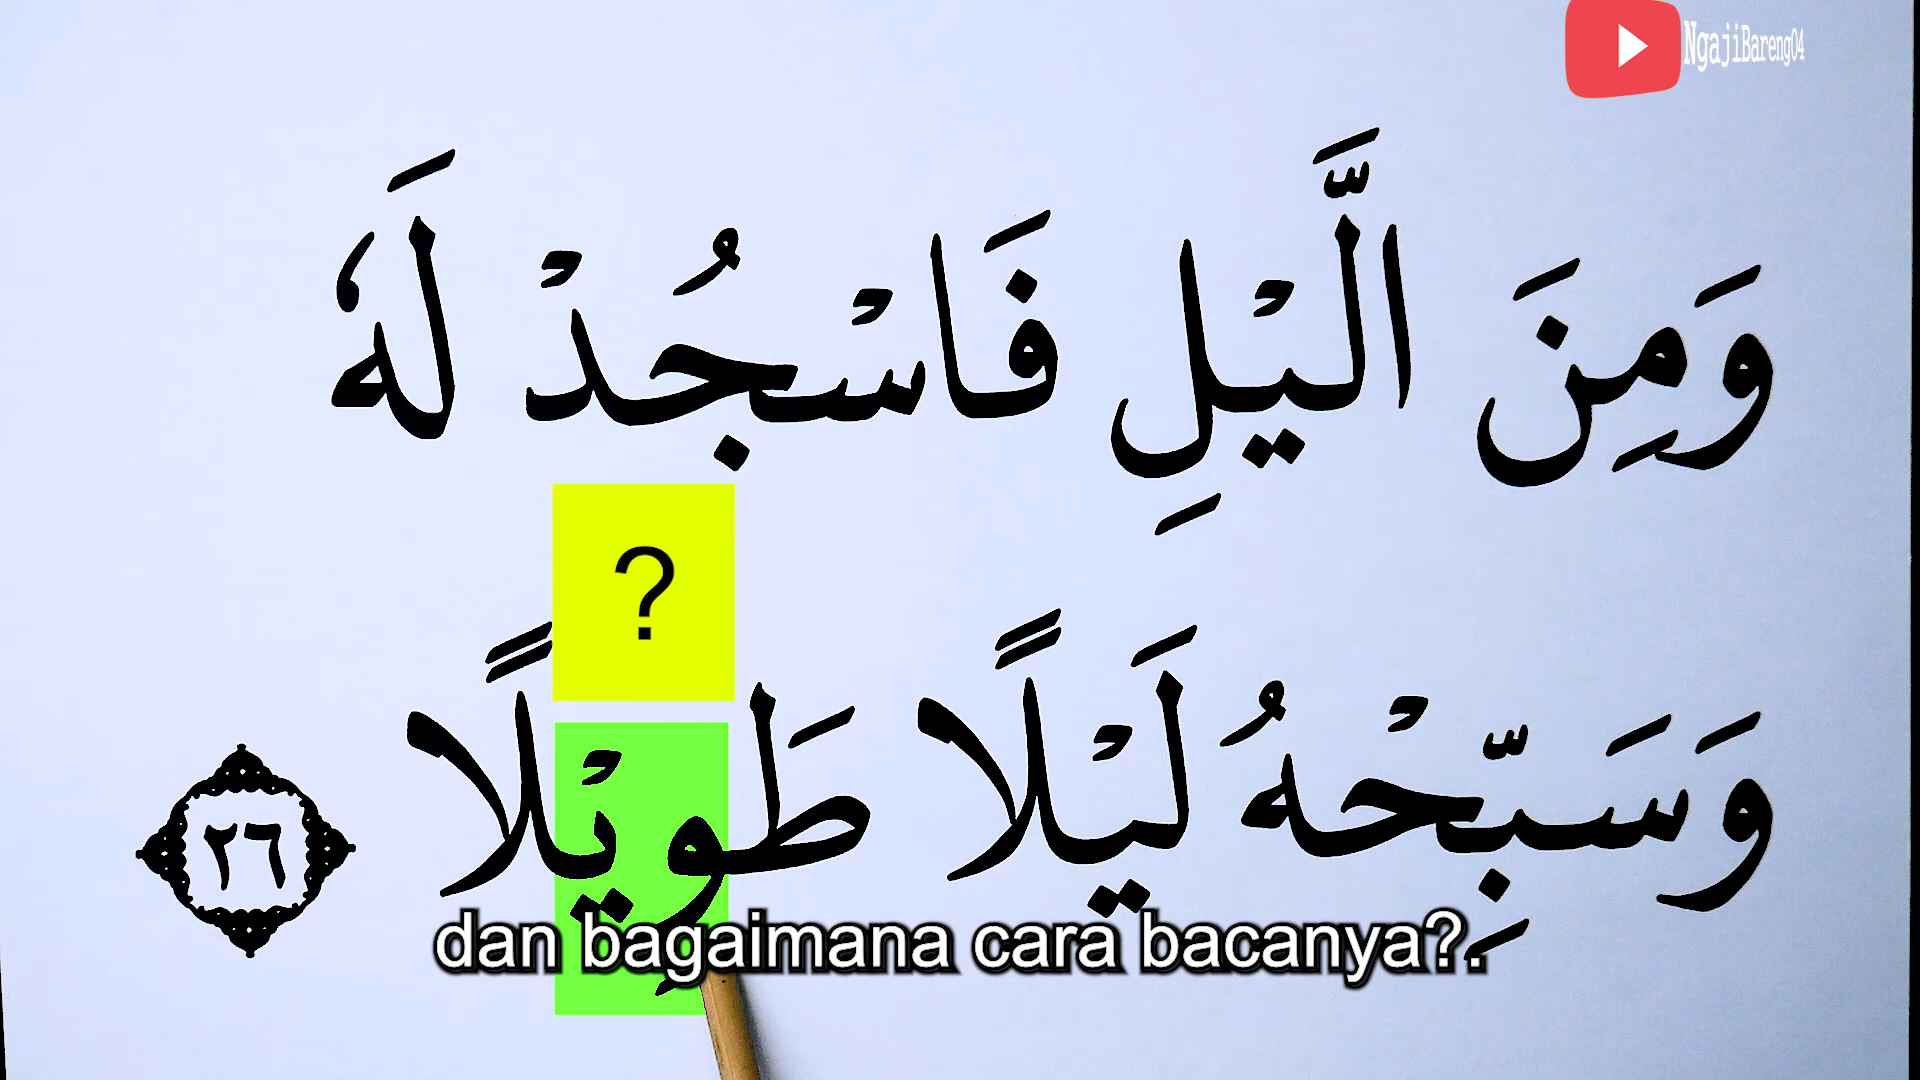 NgajiBareng04
وَمِنَ الَّيْلِ فَاسْجُدْ لَهٗ
?
وَسَبِّحْهُ لَيْلًا طَوِيْلًا ٢٦
dan bagaimana cara bacanya?.